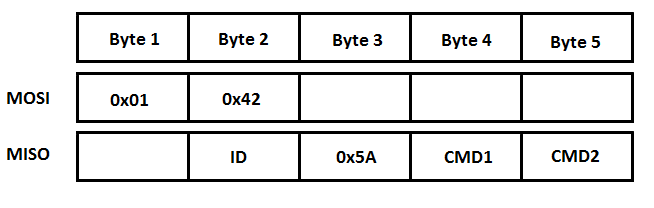 Byte 1 Byte 2 Byte 3 Byte 4 Byte 5
MOSI 0x01 0x42
MISO ID 0x5A CMD1 CMD2